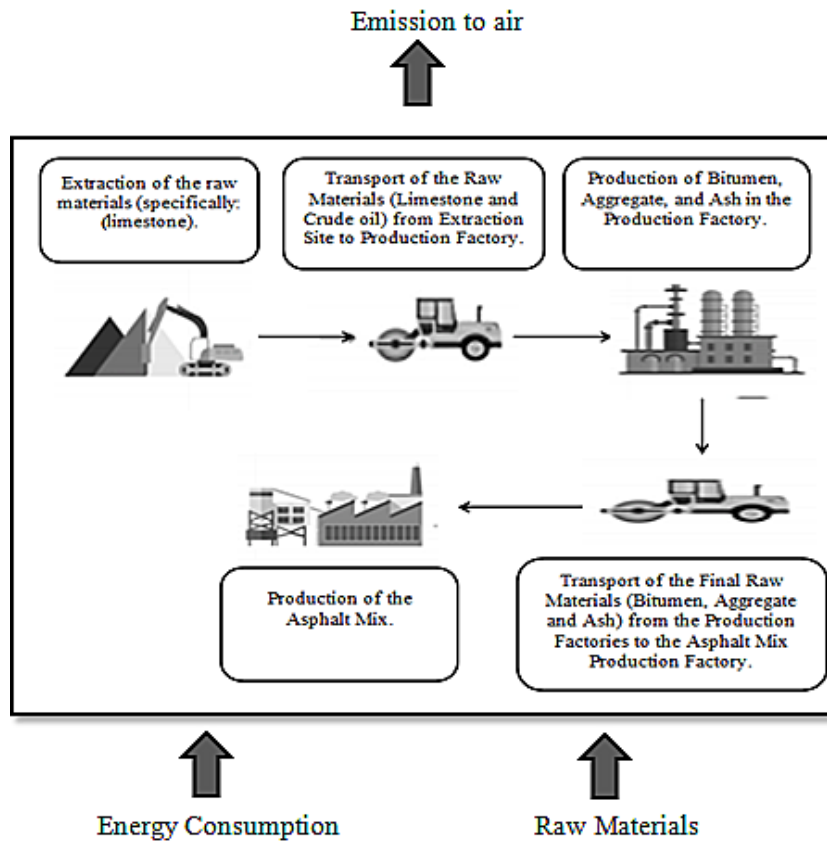 Emission to air
Extraction of the raw
materials (specifically:
(limestone).
Transport of the Raw
Materials (Limestone and
Crude oil) from Extraction
Site to Production Factory.
Production of Bitumen,
Aggregate, and Ash in the
Production Factory.
Production of the
Asphalt Mix.
Transport of the Final Raw
Materials (Bitumen, Aggregate
and Ash) from the Production
Factories to the Asphalt Mix
Production Factory.
Energy Consumption
Raw Materials